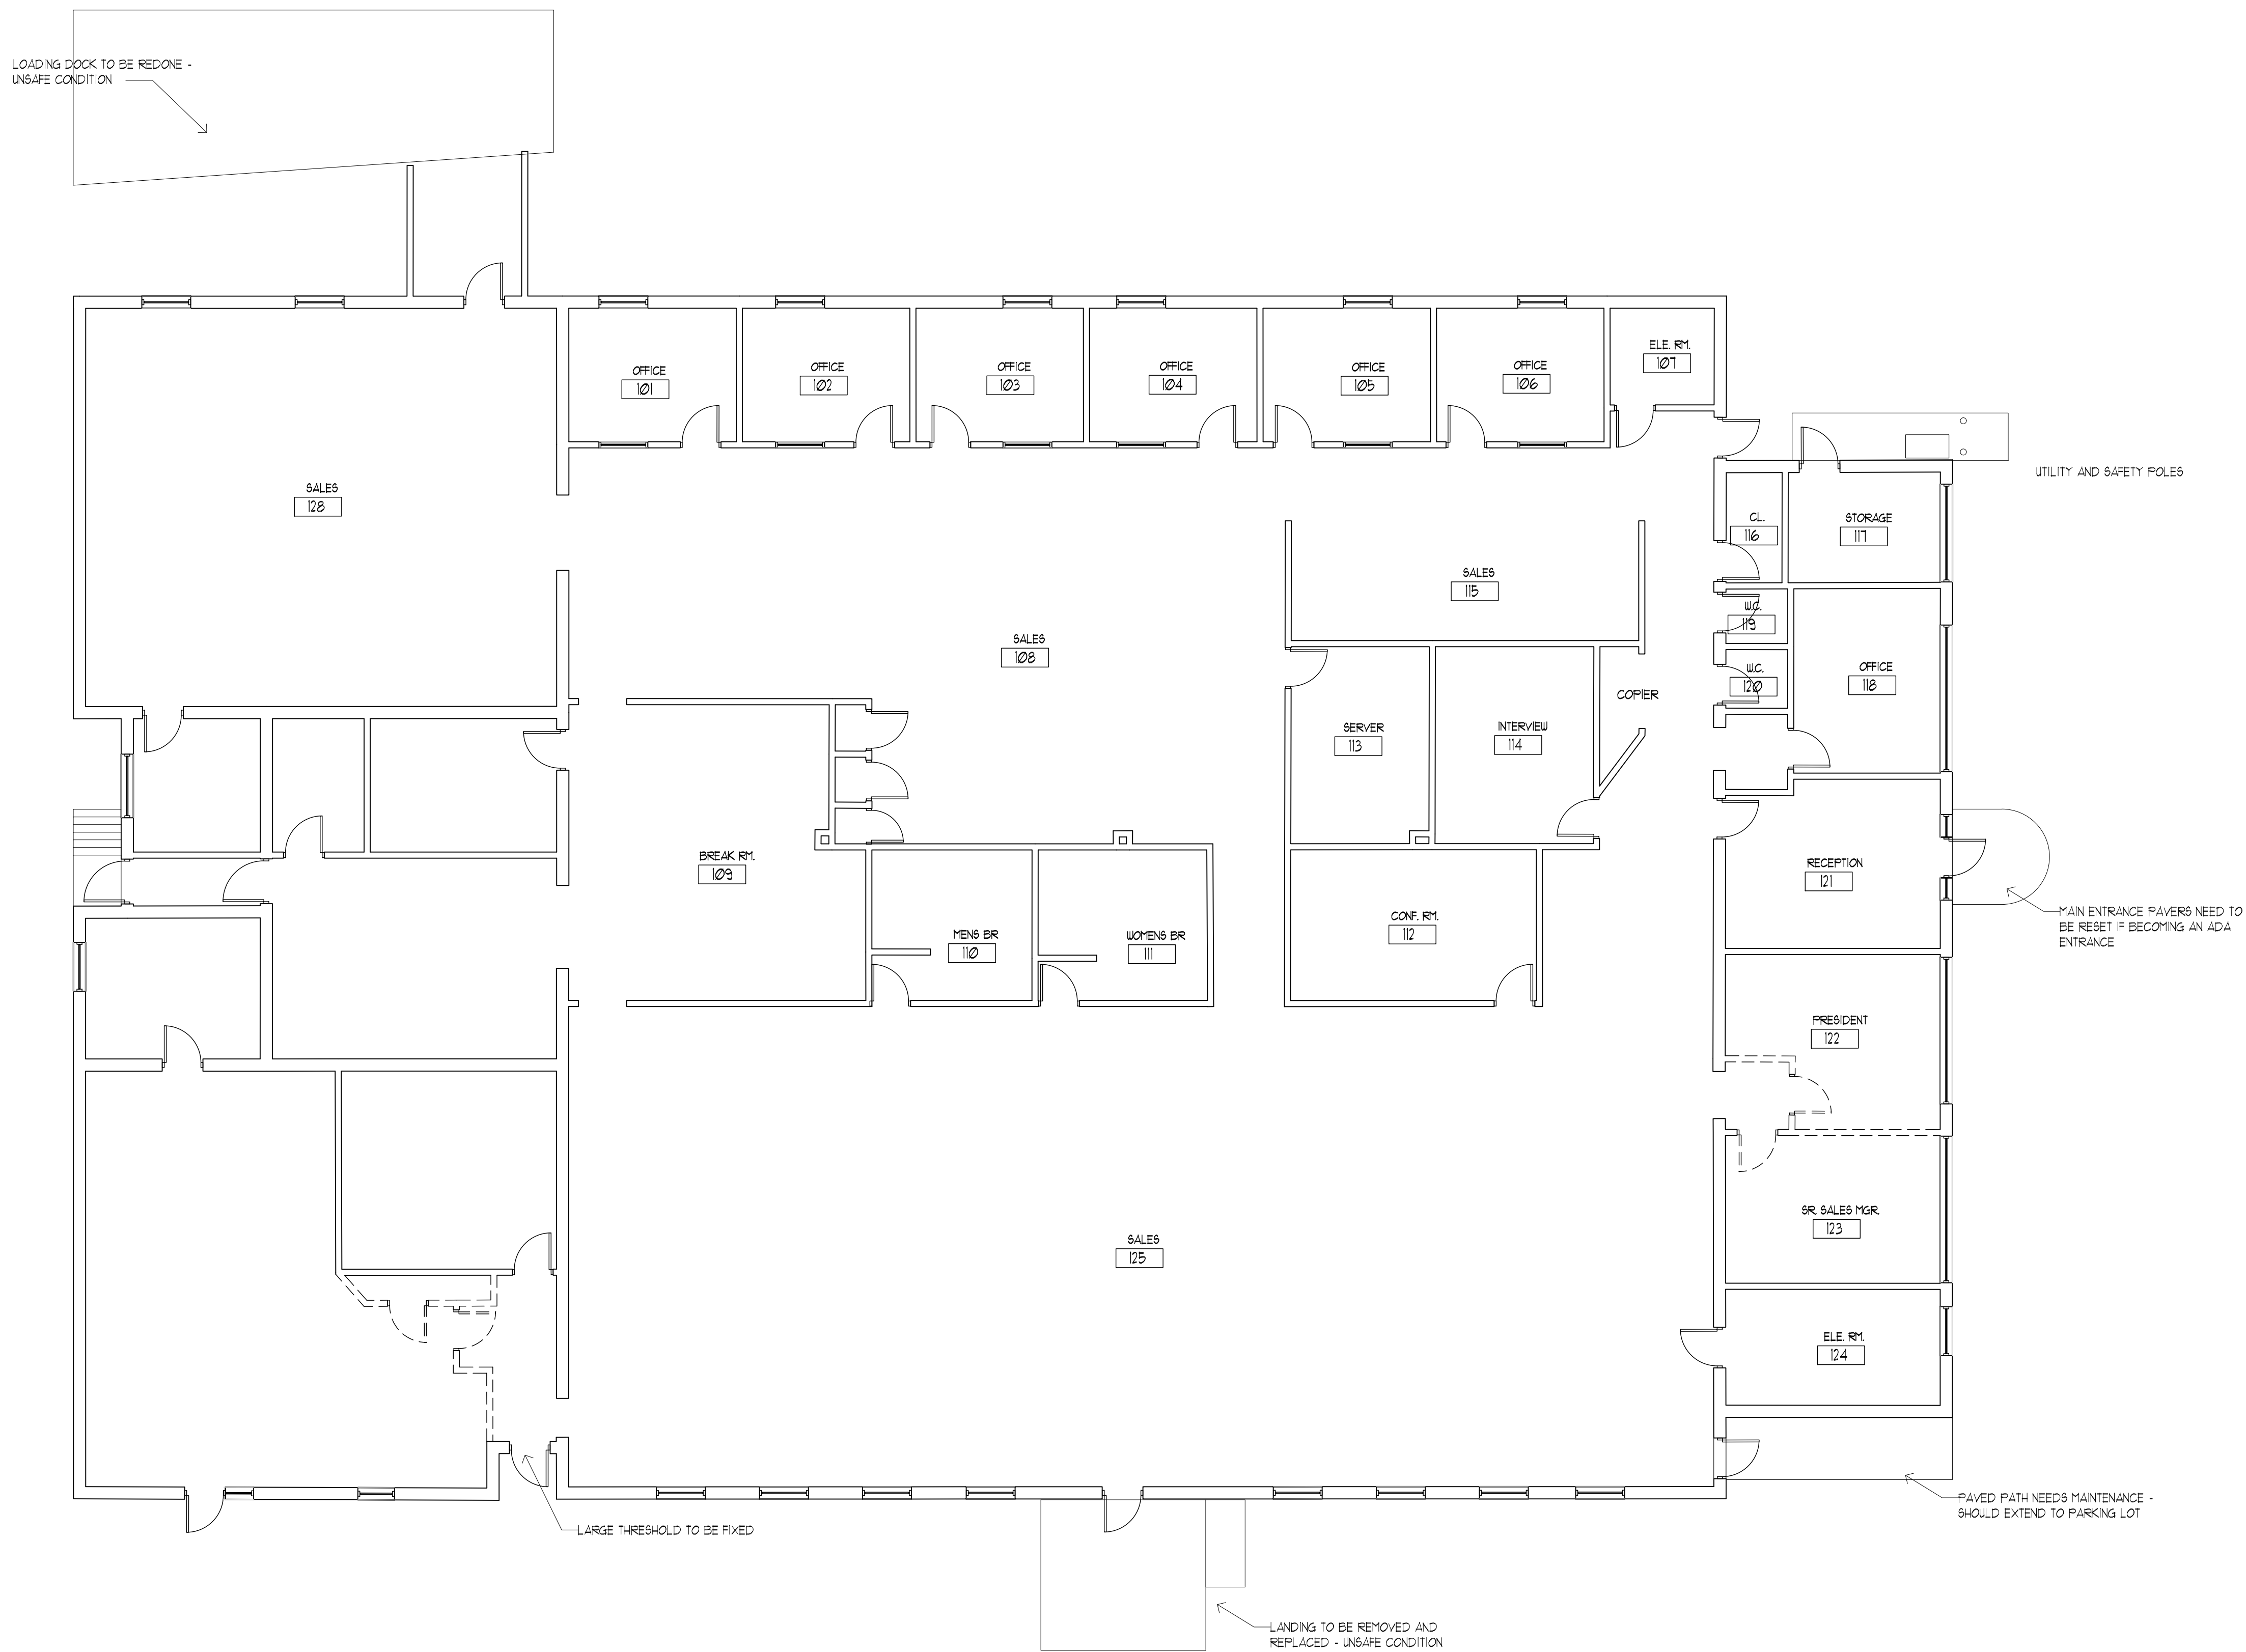 LOADING DOCK TO BE REDONE -
UNSAFE CONDITION
OFFICE
101
OFFICE
102
OFFICE
103
OFFICE
104
OFFICE
105
OFFICE
106
ELE. RM.
107
UTILITY AND SAFETY POLES
SALES
128
CL.
116
STORAGE
117
SALES
115
W.C.
119
SALES
108
W.C.
120
OFFICE
118
COPIER
SERVER
113
INTERVIEW
114
BREAK RM.
109
RECEPTION
121
MAIN ENTRANCE PAVERS NEED TO
BE RESET IF BECOMING AN ADA
ENTRANCE
MENS BR
110
WOMENS BR
111
CONF. RM.
112
PRESIDENT
122
SR. SALES MGR.
123
SALES
125
ELE. RM.
124
PAVED PATH NEEDS MAINTENANCE -
SHOULD EXTEND TO PARKING LOT
LARGE THRESHOLD TO BE FIXED
LANDING TO BE REMOVED AND
REPLACED - UNSAFE CONDITION